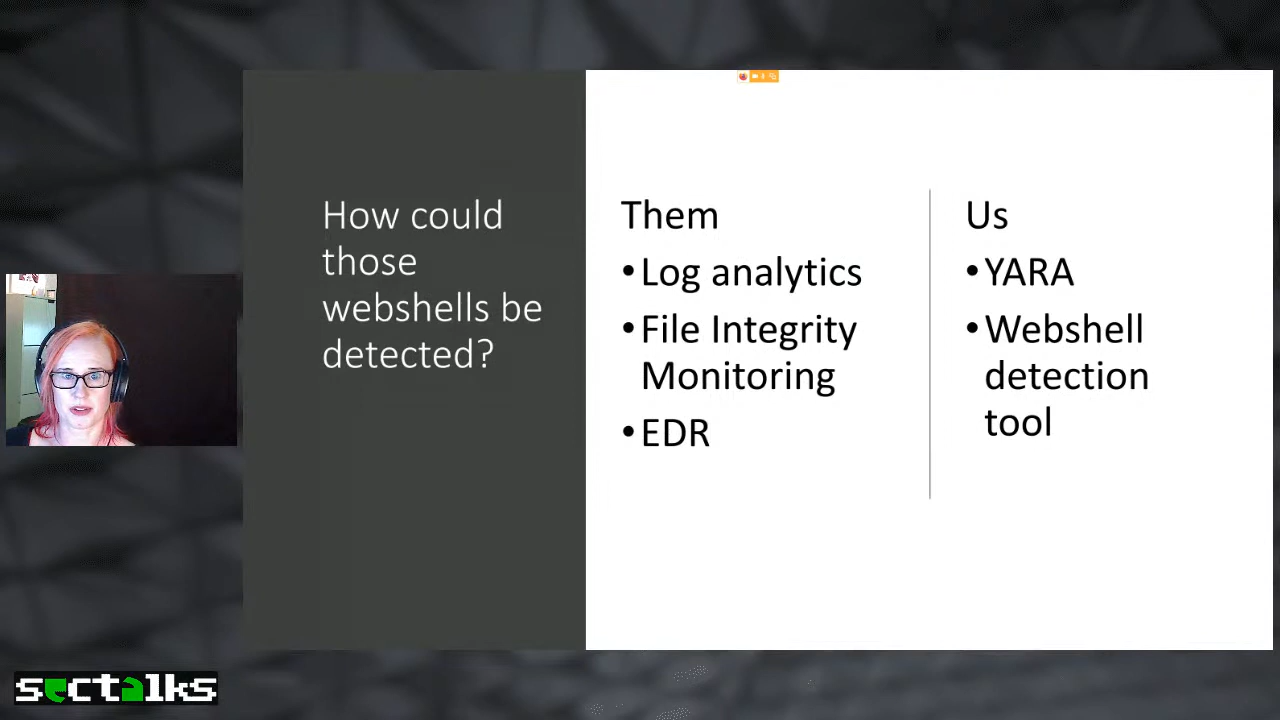 How could
those
webshells be
detected?
Them
•Log analytics
•File Integrity
Monitoring
•EDR
Us
•YARA
•Webshell
detection
tool
sectalks